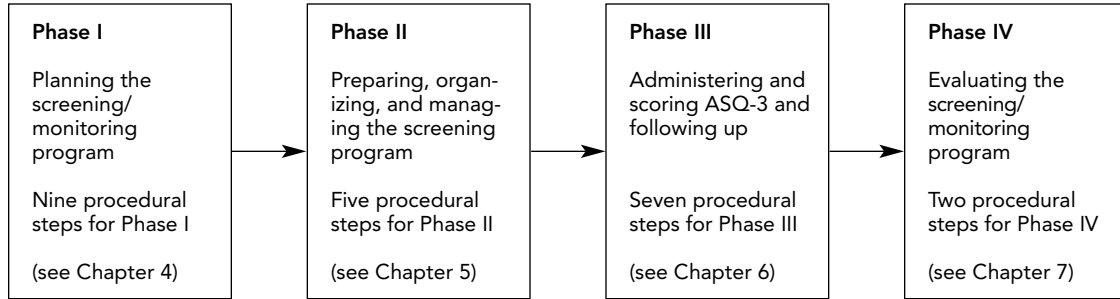 Phase I
Planning the
screening/
monitoring
program
Nine procedural
steps for Phase I
(see Chapter 4)
Phase II
Preparing, organ-
izing, and manag-
ing the screening
program
Five procedural
steps for Phase II
(see Chapter 5)
Phase III
Administering and
scoring ASQ-3 and
following up
Seven procedural
steps for Phase III
(see Chapter 6)
Phase IV
Evaluating the
screening/
monitoring
program
Two procedural
steps for Phase IV
(see Chapter 7)